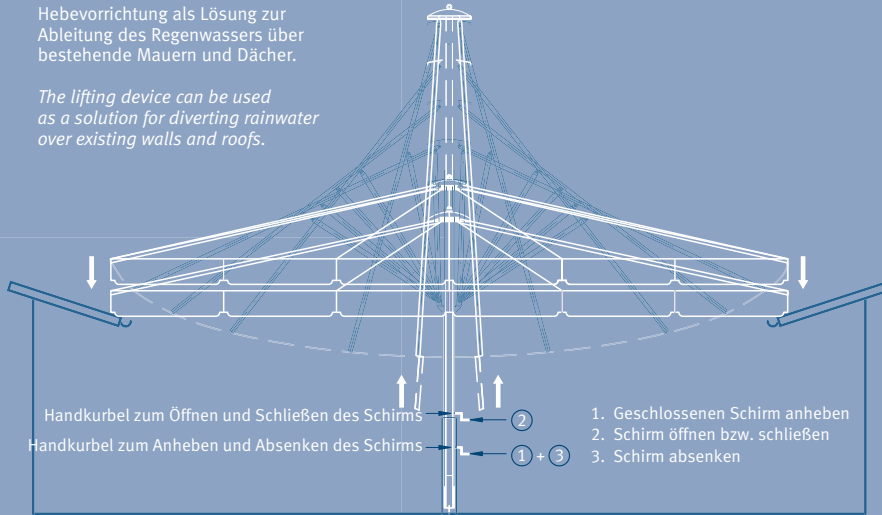 Hebevorrichtung als Lösung zur
Ableitung des Regenwassers über
bestehende Mauern und Dächer.
The lifting device can be used
as a solution for diverting rainwater
over existing walls and roofs.
Handkurbel zum Öffnen und Schließen des Schirms
2
Handkurbel zum Anheben und Absenken des Schirms
1 + 3
1. Geschlossenen Schirm anheben
2. Schirm öffnen bzw. schließen
3. Schirm absenken